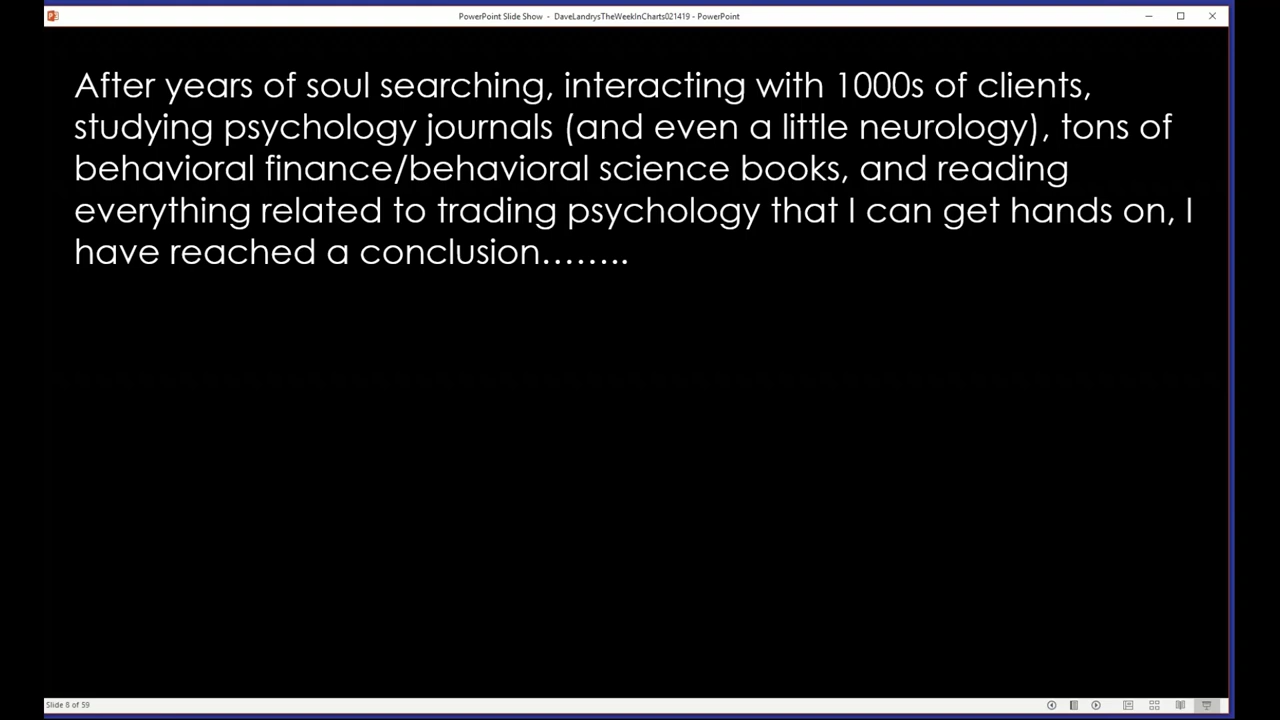 PowerPoint Slide Show - DaveLandrysTheWeekInCharts021419 - PowerPoint
After years of soul searching, interacting with 1000s of clients,
studying psychology journals (and even a little neurology), tons of
behavioral finance/behavioral science books, and reading
everything related to trading psychology that I can get hands on, I
have reached a conclusion........
Slide 8 of 59